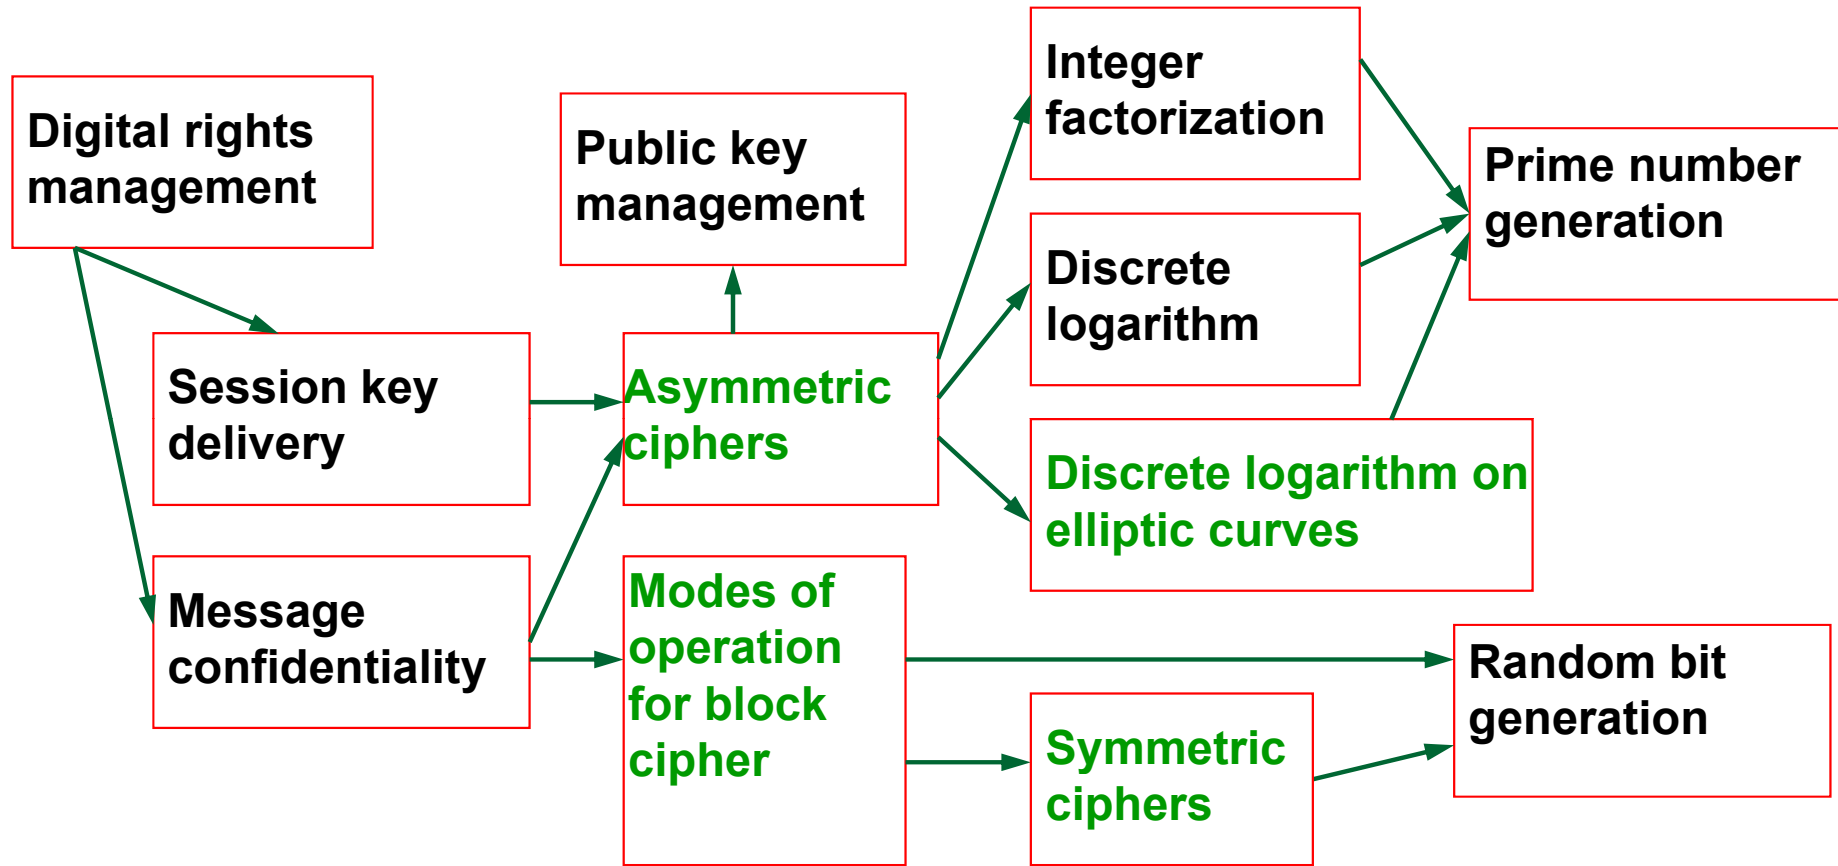 Digital rights
management
Public key
management
Integer
factorization
Prime number
generation
Discrete
logarithm
Session key
delivery
Asymmetric
ciphers
Discrete logarithm on
elliptic curves
Message
confidentiality
Modes of
operation
for block
cipher
Symmetric
ciphers
Random bit
generation